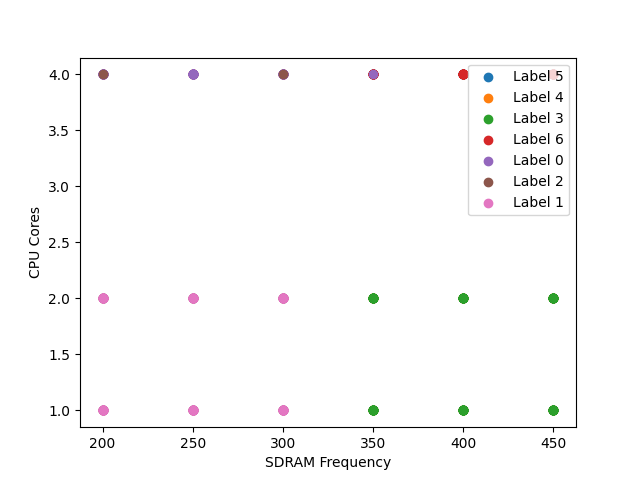 4.0
3.5
3.0
2.5
2.0
1.5
1.0
CPU Cores
200
250
300
350
400
450
SDRAM Frequency
Label 5
Label 4
Label 3
Label 6
Label 0
Label 2
Label 1